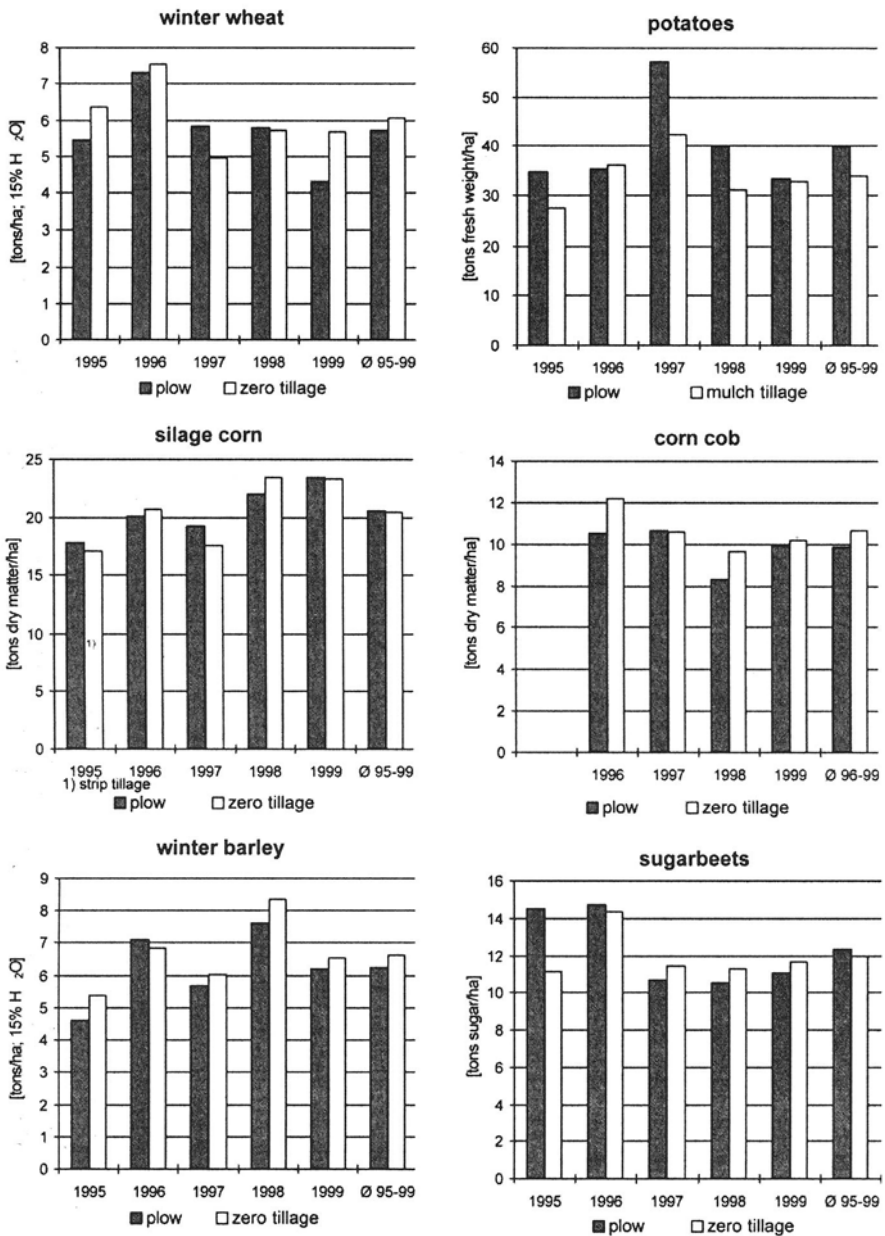 winter wheat
[tons/ha; 15% H 2O]
8
7
6
5
4
3
2
1
0
1995 1996 1997 1998 1999 Ø 95-99
plow zero tillage
potatoes
[tons fresh weight/ha]
60
50
40
30
20
10
0
1995 1996 1997 1998 1999 Ø 95-99
plow mulch tillage
silage corn
[tons dry matter/ha]
25
20
15
10
5
0
1)
1995 1996 1997 1998 1999 Ø 95-99
1) strip tillage
plow zero tillage
corn cob
[tons dry matter/ha]
14
12
10
8
6
4
2
0
1996 1997 1998 1999 Ø 96-99
plow zero tillage
winter barley
[tons/ha; 15% H 2O]
9
8
7
6
5
4
3
2
1
0
1995 1996 1997 1998 1999 Ø 95-99
plow zero tillage
sugarbeets
[tons sugar/ha]
16
14
12
10
8
6
4
2
0
1995 1996 1997 1998 1999 Ø 95-99
plow zero tillage